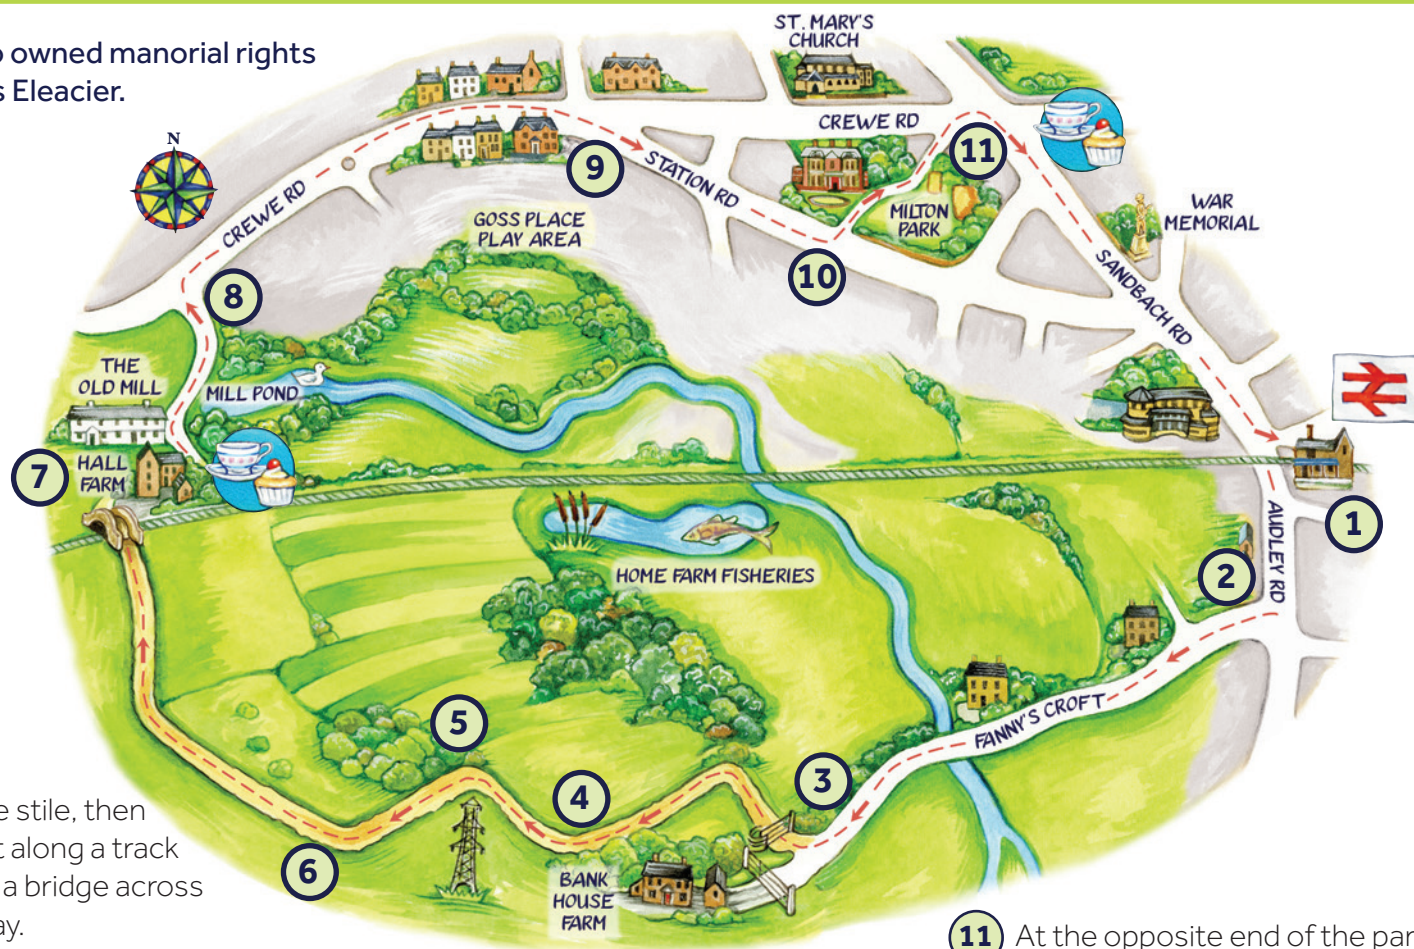 o owned manorial rights
s Eleacier.
ST. MARY'S
CHURCH
CREWE RD
N
9
STATION RD
11
WAR
MEMORIAL
MILTON
PARK
CREWE RD
GOSS PLACE
PLAY AREA
10
SANDBACH RD
8
THE
OLD MILL
MILL POND
7
HALL
FARM
1
AUDLEY RD
2
HOME FARM FISHERIES
5
FANNY'S CROFT
3
4
6
BANK
HOUSE
FARM
e stile, then
t along a track
a bridge across
ay.
11 At the opposite end of the par